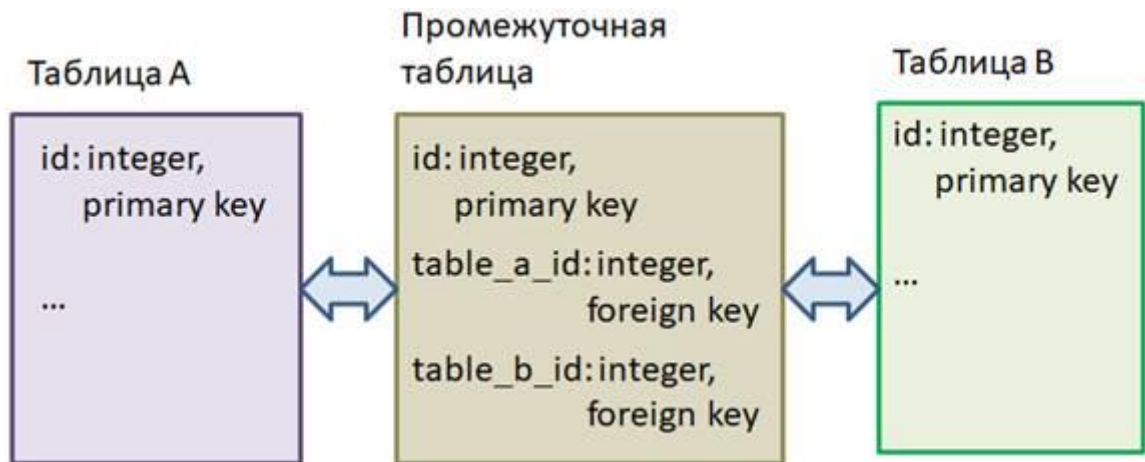 Таблица A
id: integer,
primary key
...
Промежуточная
таблица
id: integer,
primary key
table_a_id: integer,
foreign key
table_b_id: integer,
foreign key
Таблица B
id: integer,
primary key
...